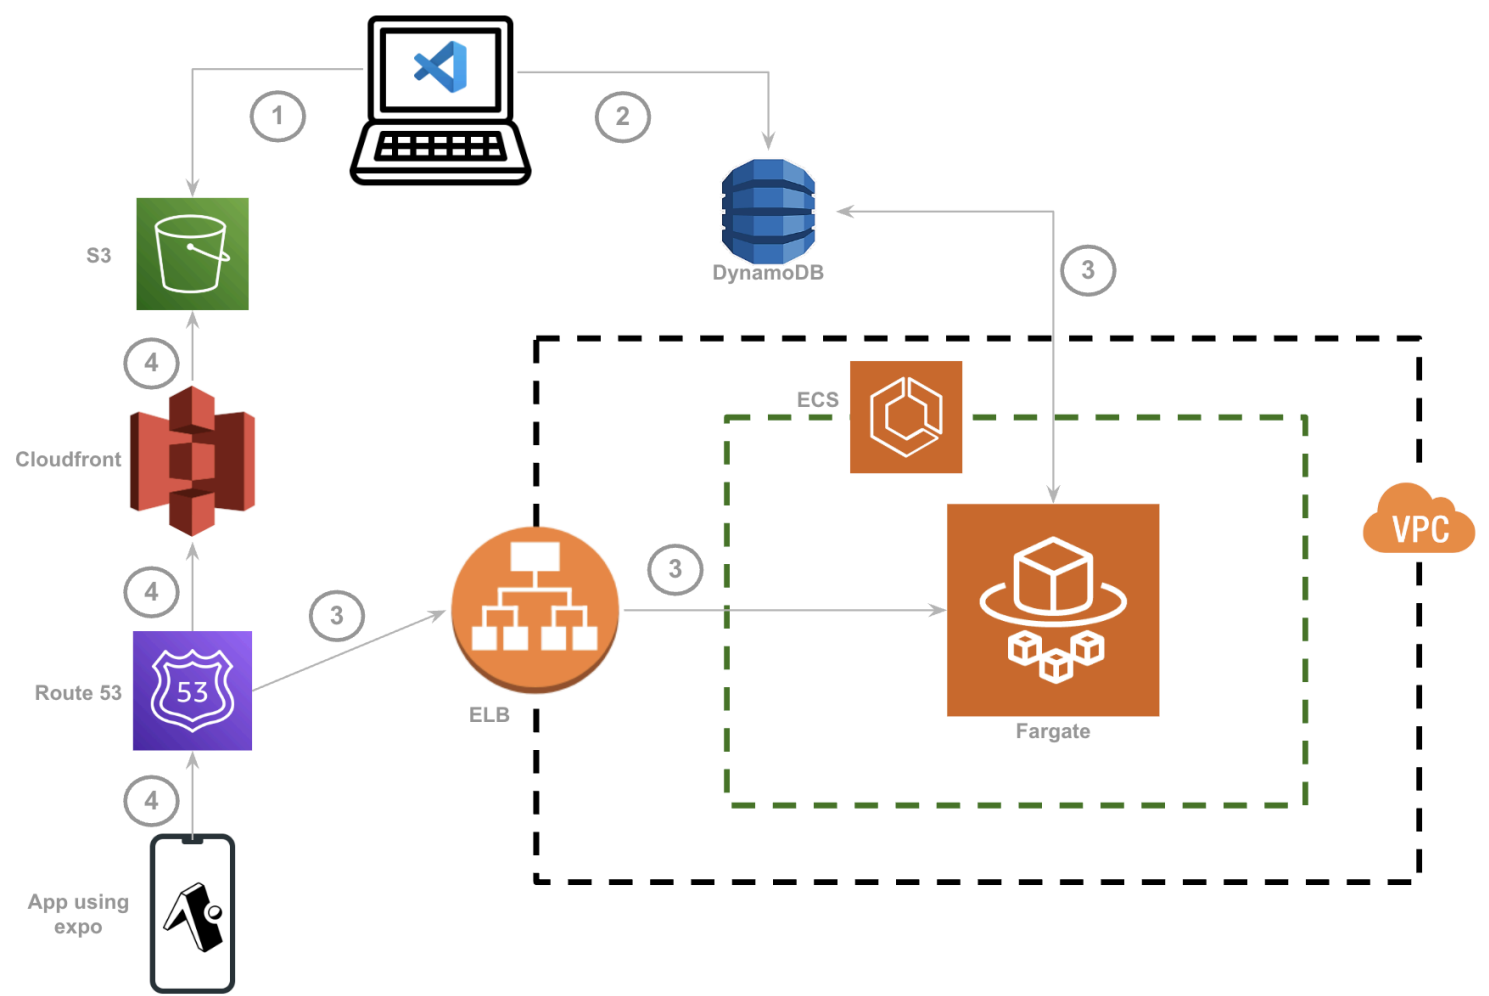 1
2
S3
DynamoDB
3
4
ECS
Cloudfront
VPC
3
4
3
Route 53
53
ELB
Fargate
4
App using
expo